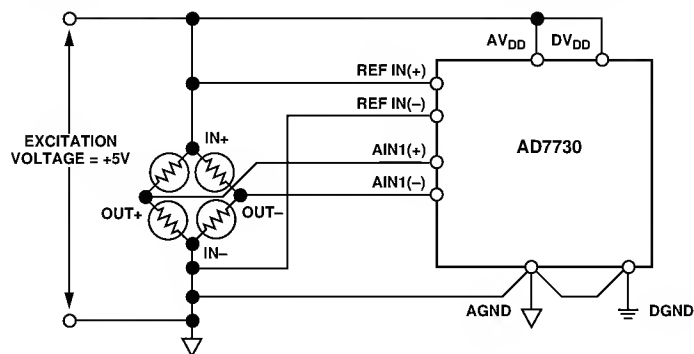 AVDD DVDD
REF IN(+)
REF IN(–)
EXCITATION
VOLTAGE = +5V
IN+
AD7730
AIN1(+)
AIN1(–)
OUT+
OUT–
IN–
AGND
DGND